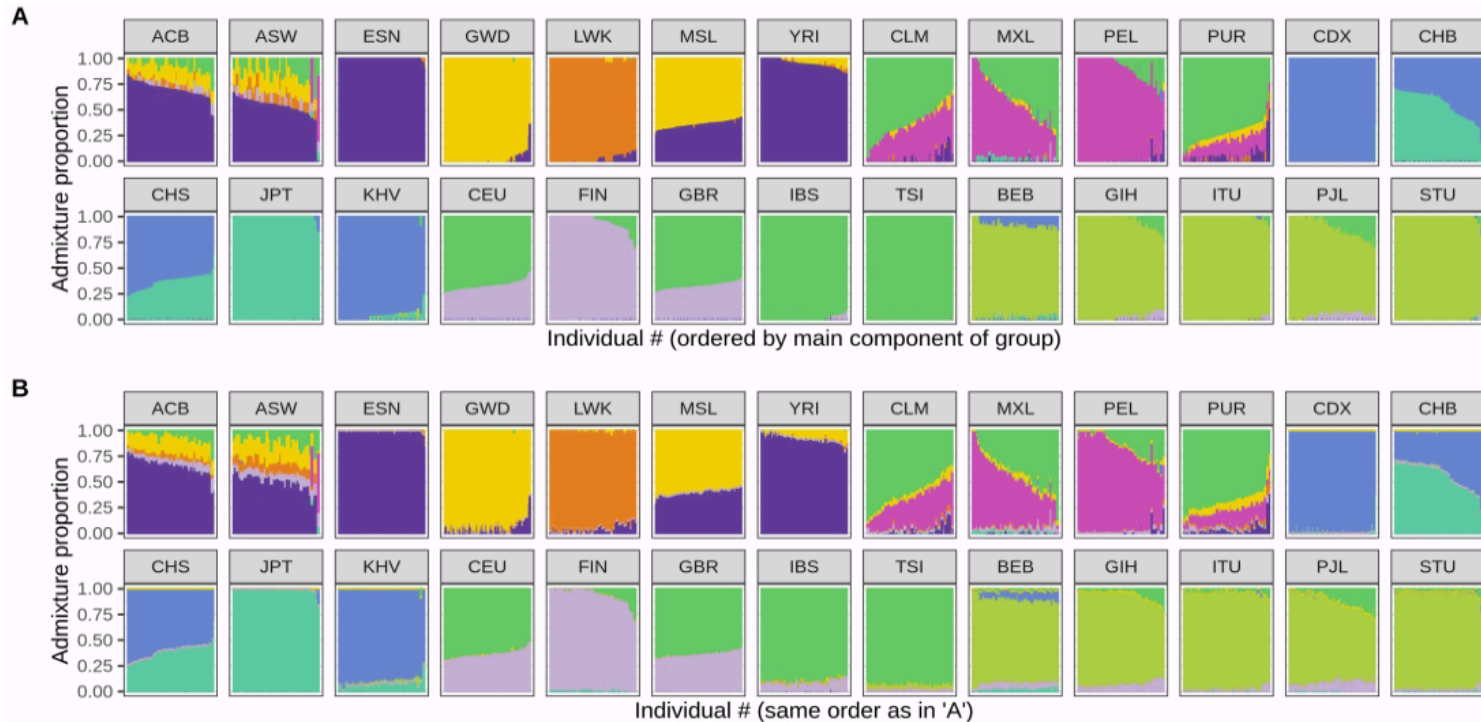 A
ACB ASW ESN GWD LWK MSL YRI CLM MXL PEL PUR CDX CHB
1.00
0.75
0.50
0.25
0.00
CHS JPT KHV CEU FIN GBR IBS TSI BEB GIH ITU PJL STU
1.00
0.75
0.50
0.25
0.00
Admixture proportion
Individual # (ordered by main component of group)
B
ACB ASW ESN GWD LWK MSL YRI CLM MXL PEL PUR CDX CHB
1.00
0.75
0.50
0.25
0.00
CHS JPT KHV CEU FIN GBR IBS TSI BEB GIH ITU PJL STU
1.00
0.75
0.50
0.25
0.00
Admixture proportion
Individual # (same order as in 'A')